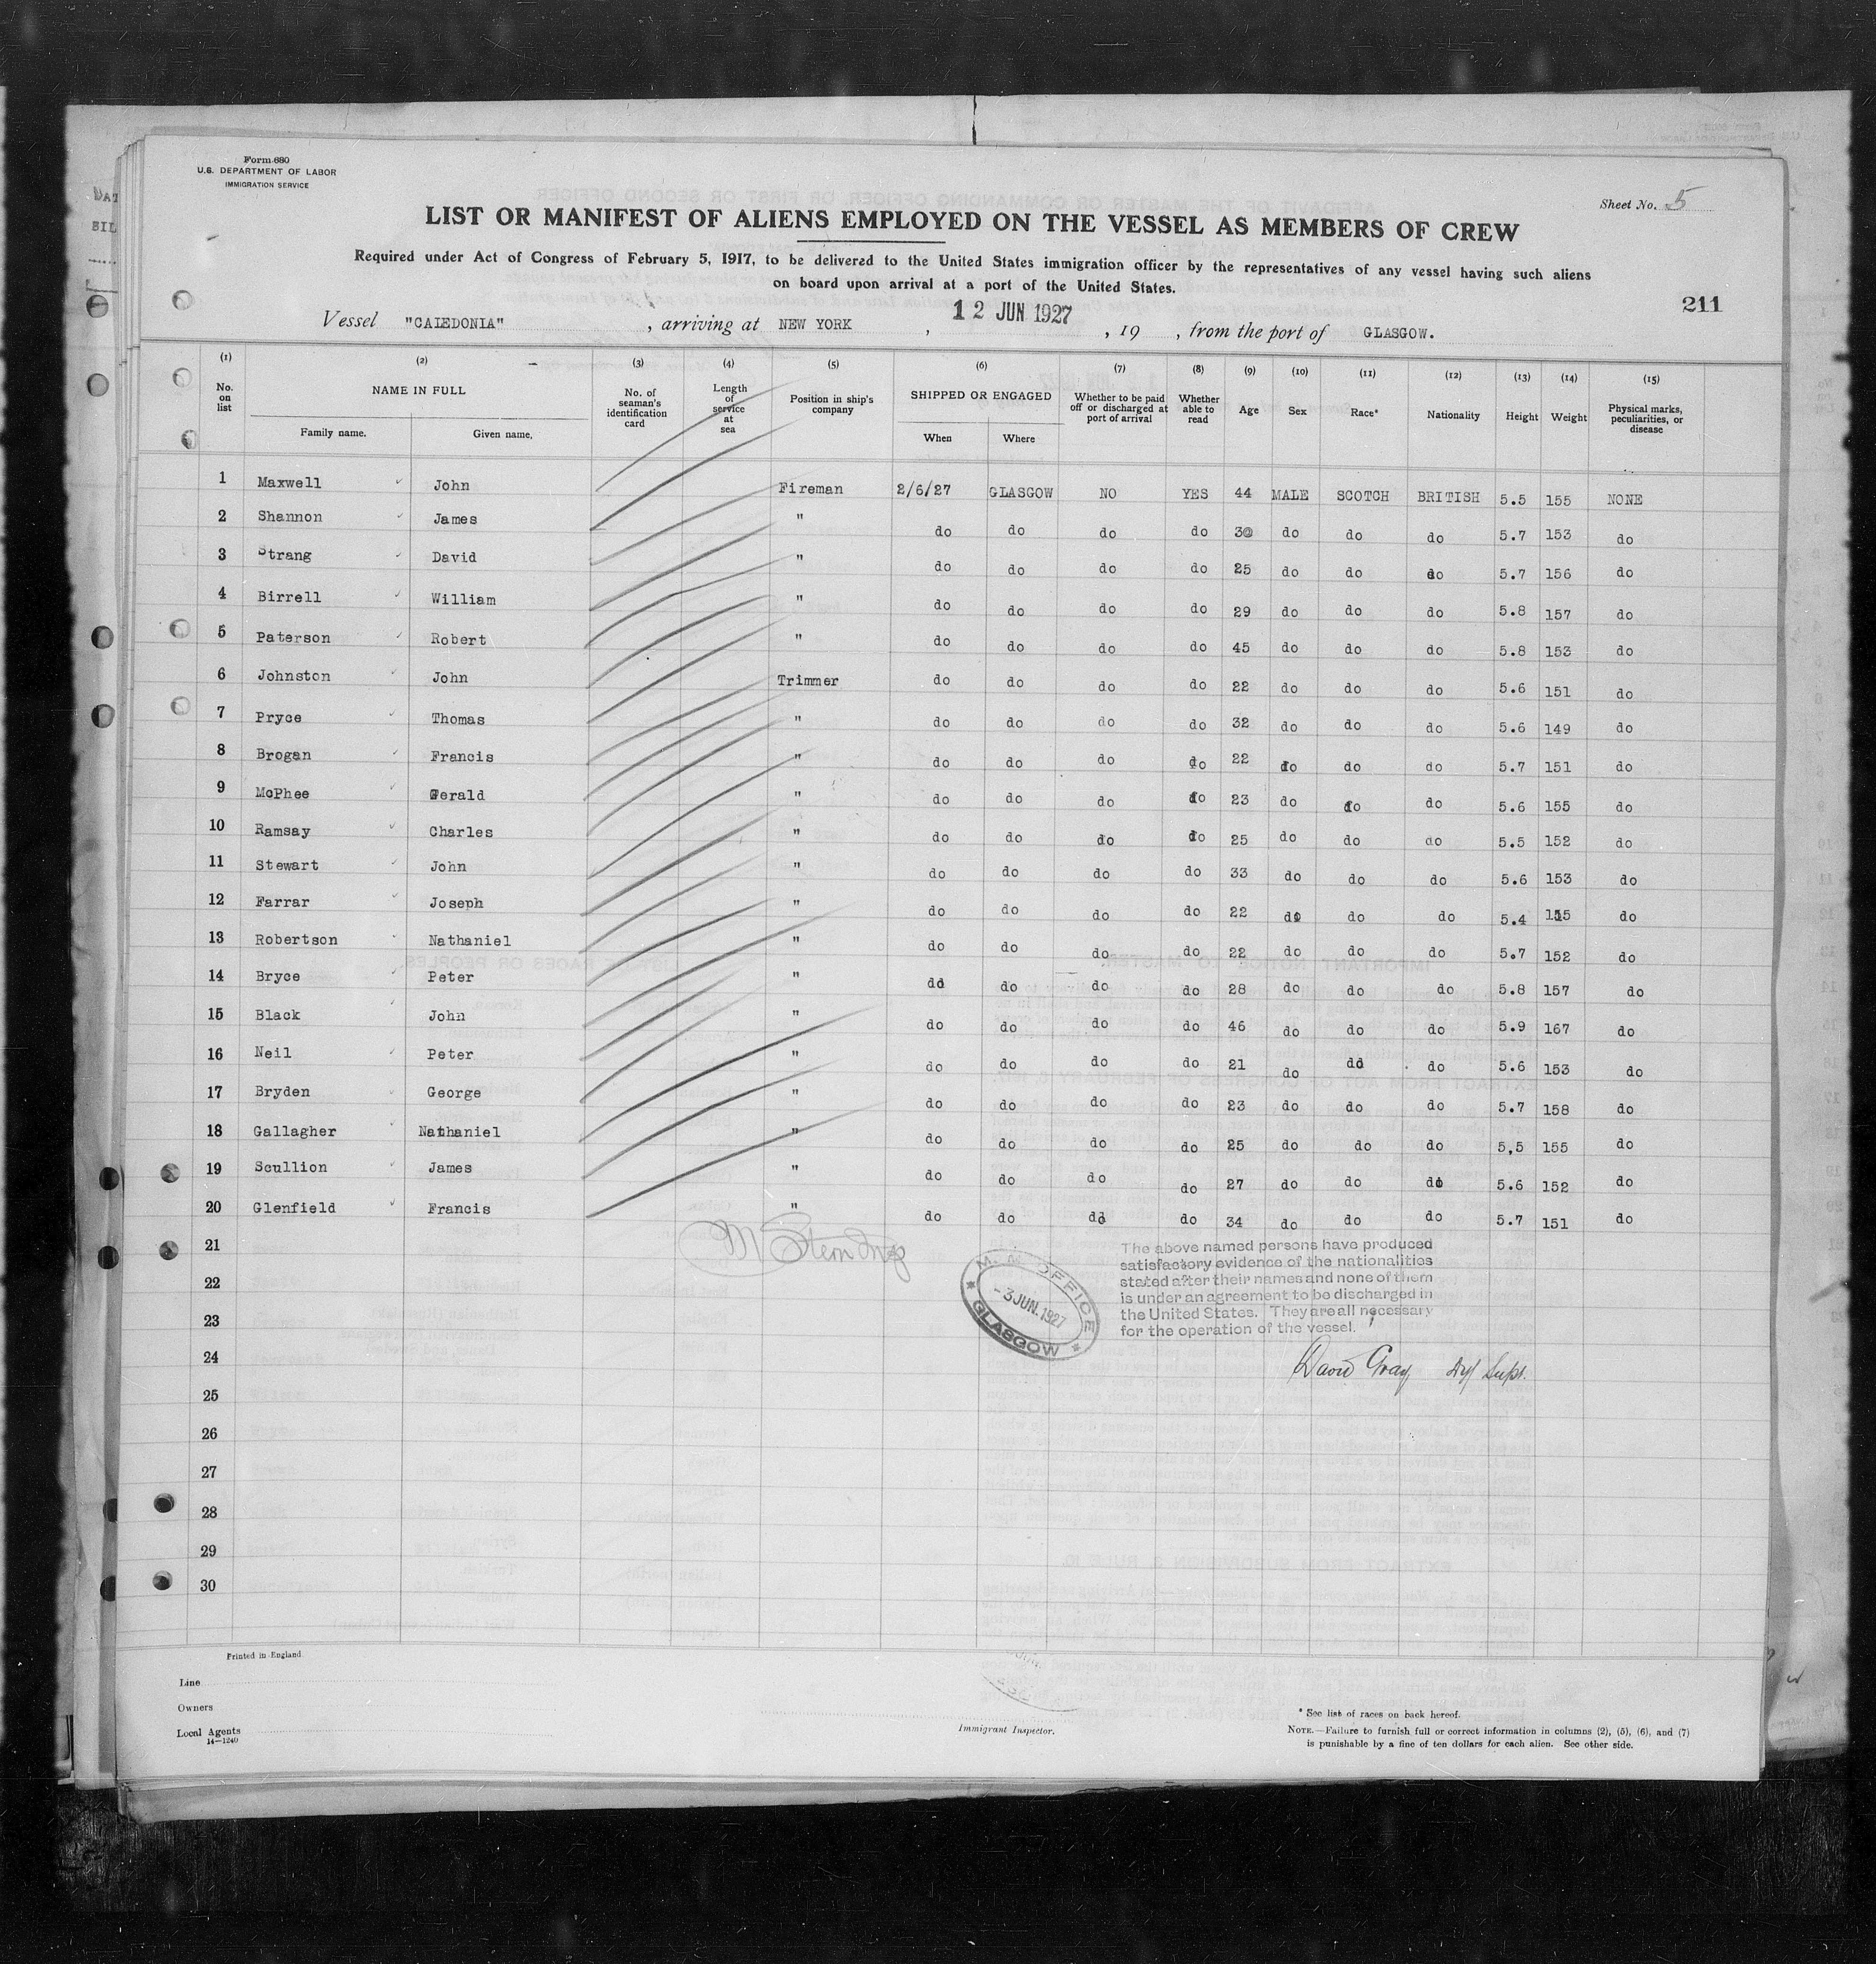 Form 680
U.S. DEPARTMENT OF LABOR
IMMIGRATION SERVICE
Sheet No. 5
LIST OR MANIFEST OF ALIENS EMPLOYED ON THE VESSEL AS MEMBERS OF CREW
Required under Act of Congress of February 5, 1917, to be delivered to the United States immigration officer by the representatives of any vessel having such aliens
on board upon arrival at a port of the United States.
211
Vessel "CALEDONIA" , arriving at NEW YORK , 12 JUN 1927 , 19 , from the port of GLASGOW.
(1) (2) (3) (4) (5) (6) (7) (8) (9) (10) (11) (12) (13) (14) (15)
No. on list NAME IN FULL Family name. Given name. No. of seaman's identification card Length of service at sea Position in ship's company SHIPPED OR ENGAGED When Where Whether to be paid off or discharged at port of arrival Whether able to read Age Sex Race* Nationality Height Weight Physical marks, peculiarities, or disease
1 Maxwell John Fireman 2/6/27 GLASGOW NO YES 44 MALE SCOTCH BRITISH 5.5 155 NONE
2 Shannon James " do do do do 30 do do do 5.7 153 do
3 Strang David " do do do do 25 do do do 5.7 156 do
4 Birrell William " do do do do 29 do do do 5.8 157 do
5 Paterson Robert " do do do do 45 do do do 5.8 153 do
6 Johnston John Trimmer do do do do 22 do do do 5.6 151 do
7 Pryce Thomas " do do do do 32 do do do 5.6 149 do
8 Brogan Francis " do do do do 22 do do do 5.7 151 do
9 McPhee Gerald " do do do do 23 do do do 5.6 155 do
10 Ramsay Charles " do do do do 25 do do do 5.5 152 do
11 Stewart John " do do do do 33 do do do 5.6 153 do
12 Farrar Joseph " do do do do 22 do do do 5.4 do
13 Robertson Nathaniel " do do do do 22 do do do 5.7 152 do
14 Bryce Peter " do do do do 28 do do do 5.8 157 do
15 Black John " do do do do 46 do do do 5.9 167 do
16 Neil Peter " do do do do 21 do do do 5.6 153 do
17 Bryden George " do do do do 23 do do do 5.7 158 do
18 Gallagher Nathaniel " do do do do 25 do do do 5,5 155 do
19 Scullion James " do do do do 27 do do do 5.6 152 do
20 Glenfield Francis " do do do do 34 do do do 5.7 151 do
21
22
23
24
25
26
27
28
29
30
M. M. OFFICE
- 3 JUN. 1927
GLASGOW
The above named persons have produced
satisfactory evidence of the nationalities
stated after their names and none of them
is under an agreement to be discharged in
the United States. They are all necessary
for the operation of the vessel.
David Gray Supt.
Printed in England.
Line
Owners
Local Agents
14—1240
Immigrant Inspector.
* See list of races on back hereof.
NOTE.—Failure to furnish full or correct information in columns (2), (5), (6), and (7)
is punishable by a fine of ten dollars for each alien. See other side.